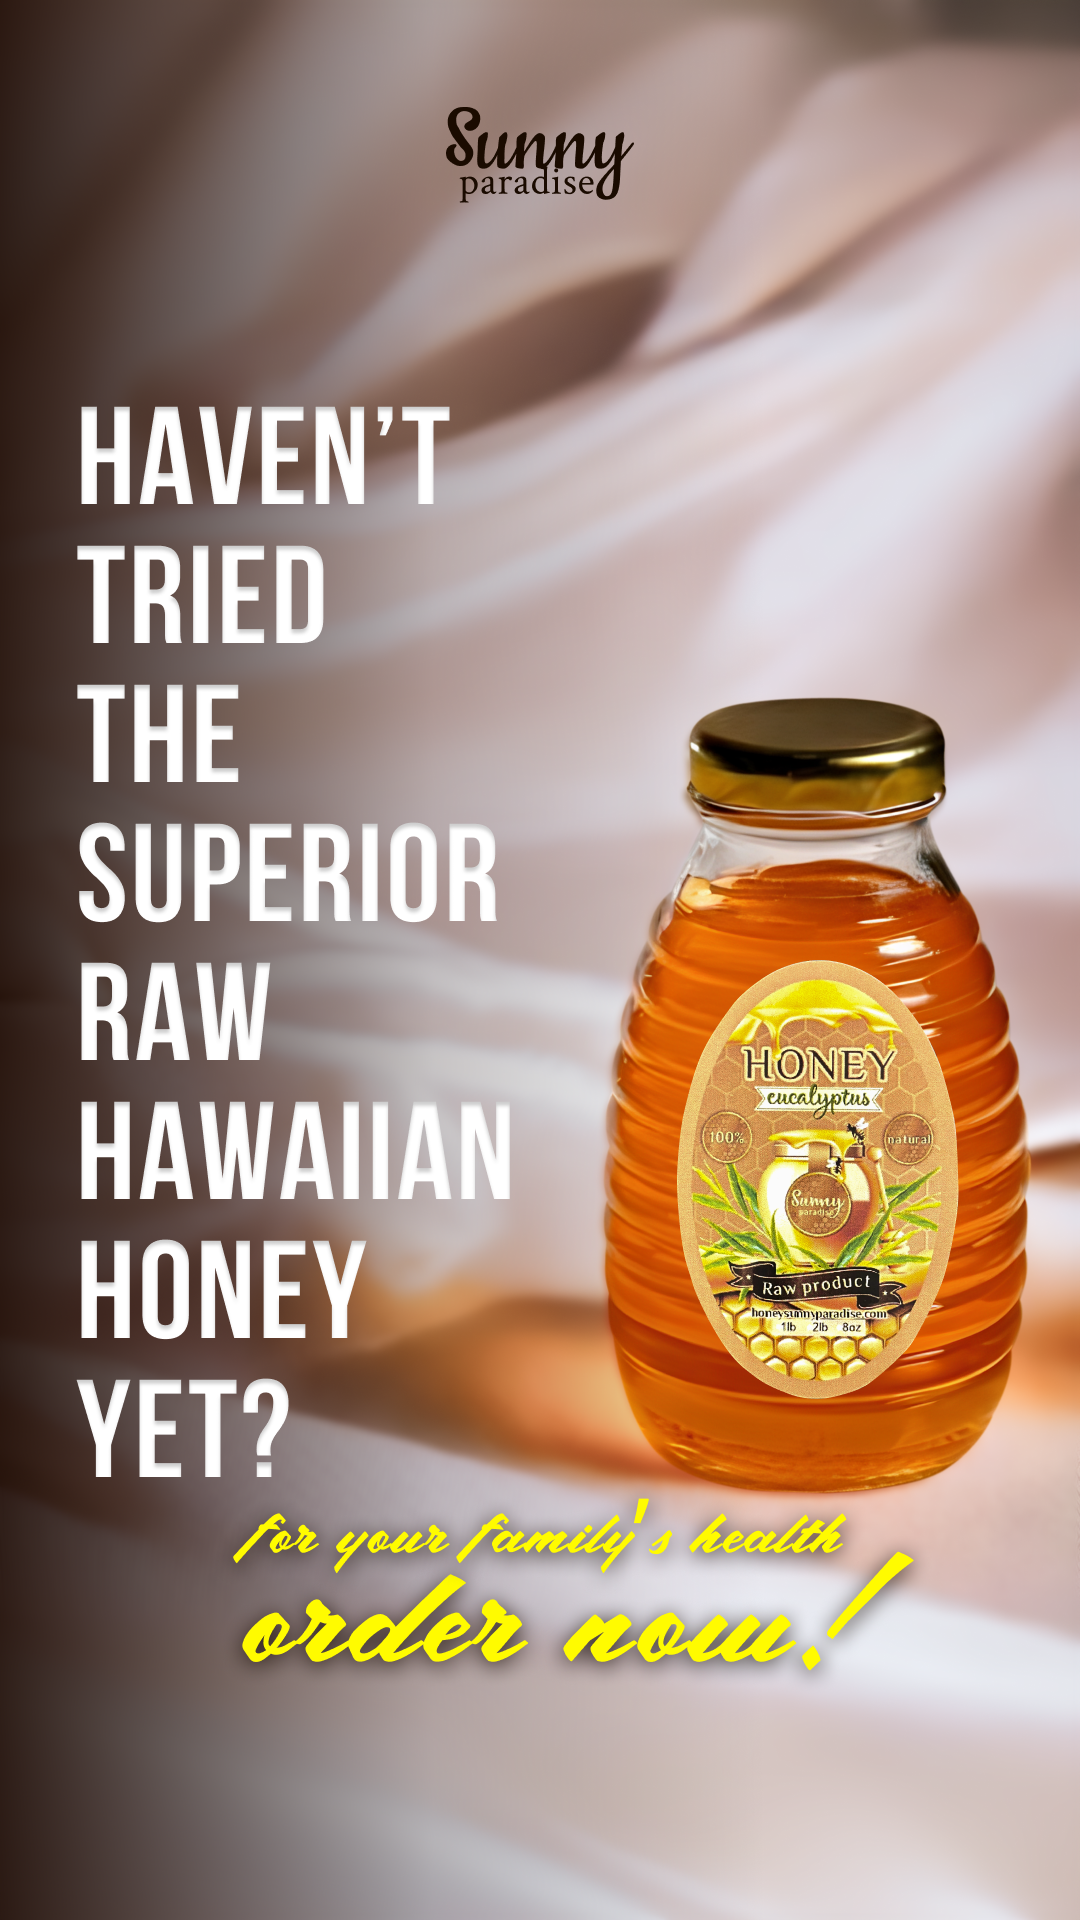 Sunny
paradise
HAVEN'T
TRIED
THE
SUPERIOR
RAW
HAWAIIAN
HONEY
YET?
HONEY
eucalyptus
100%
natural
Sunny
paradise
Raw product
honeysunnyparadise.com
1lb 2lb 8oz
for your family's health
order now!